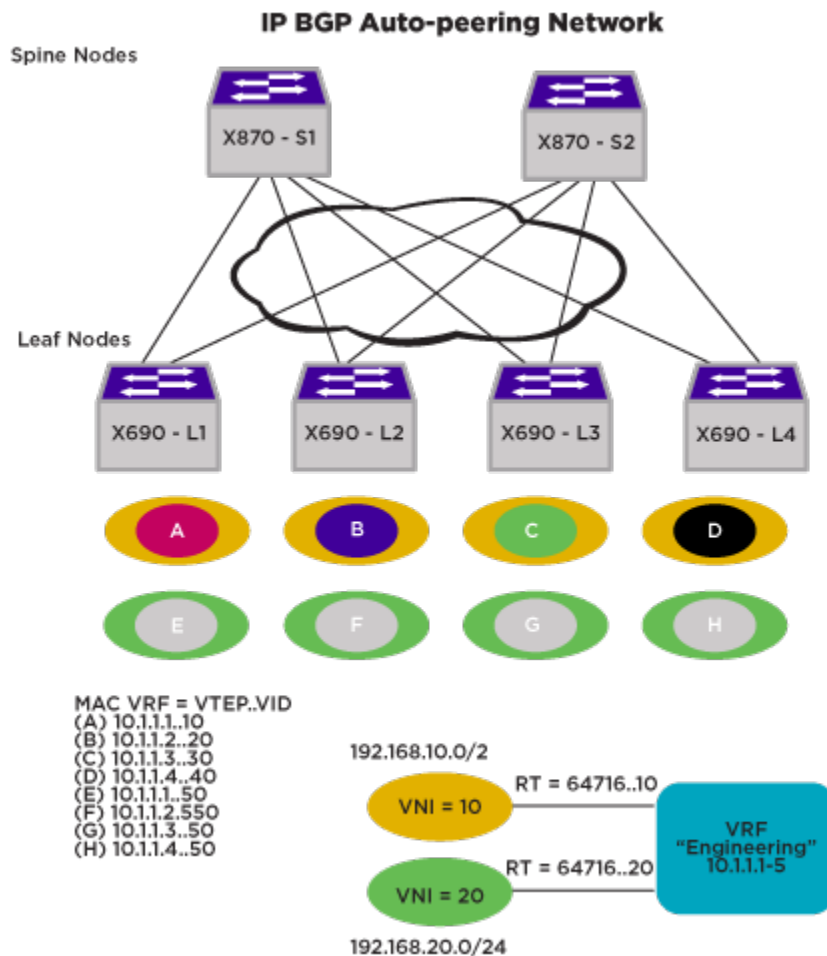 IP BGP Auto-peering Network
Spine Nodes
X870 - S1
X870 - S2
Leaf Nodes
X690 - L1
X690 - L2
X690 - L3
X690 - L4
A
B
C
D
E
F
G
H
MAC VRF = VTEP..VID
(A) 10.1.1.1..10
(B) 10.1.1.2..20
(C) 10.1.1.3..30
(D) 10.1.1.4..40
(E) 10.1.1.1..50
(F) 10.1.1.2.550
(G) 10.1.1.3..50
(H) 10.1.1.4..50
192.168.10.0/2
VNI = 10
RT = 64716..10
VRF
"Engineering"
10.1.1.1-5
RT = 64716..20
VNI = 20
192.168.20.0/24